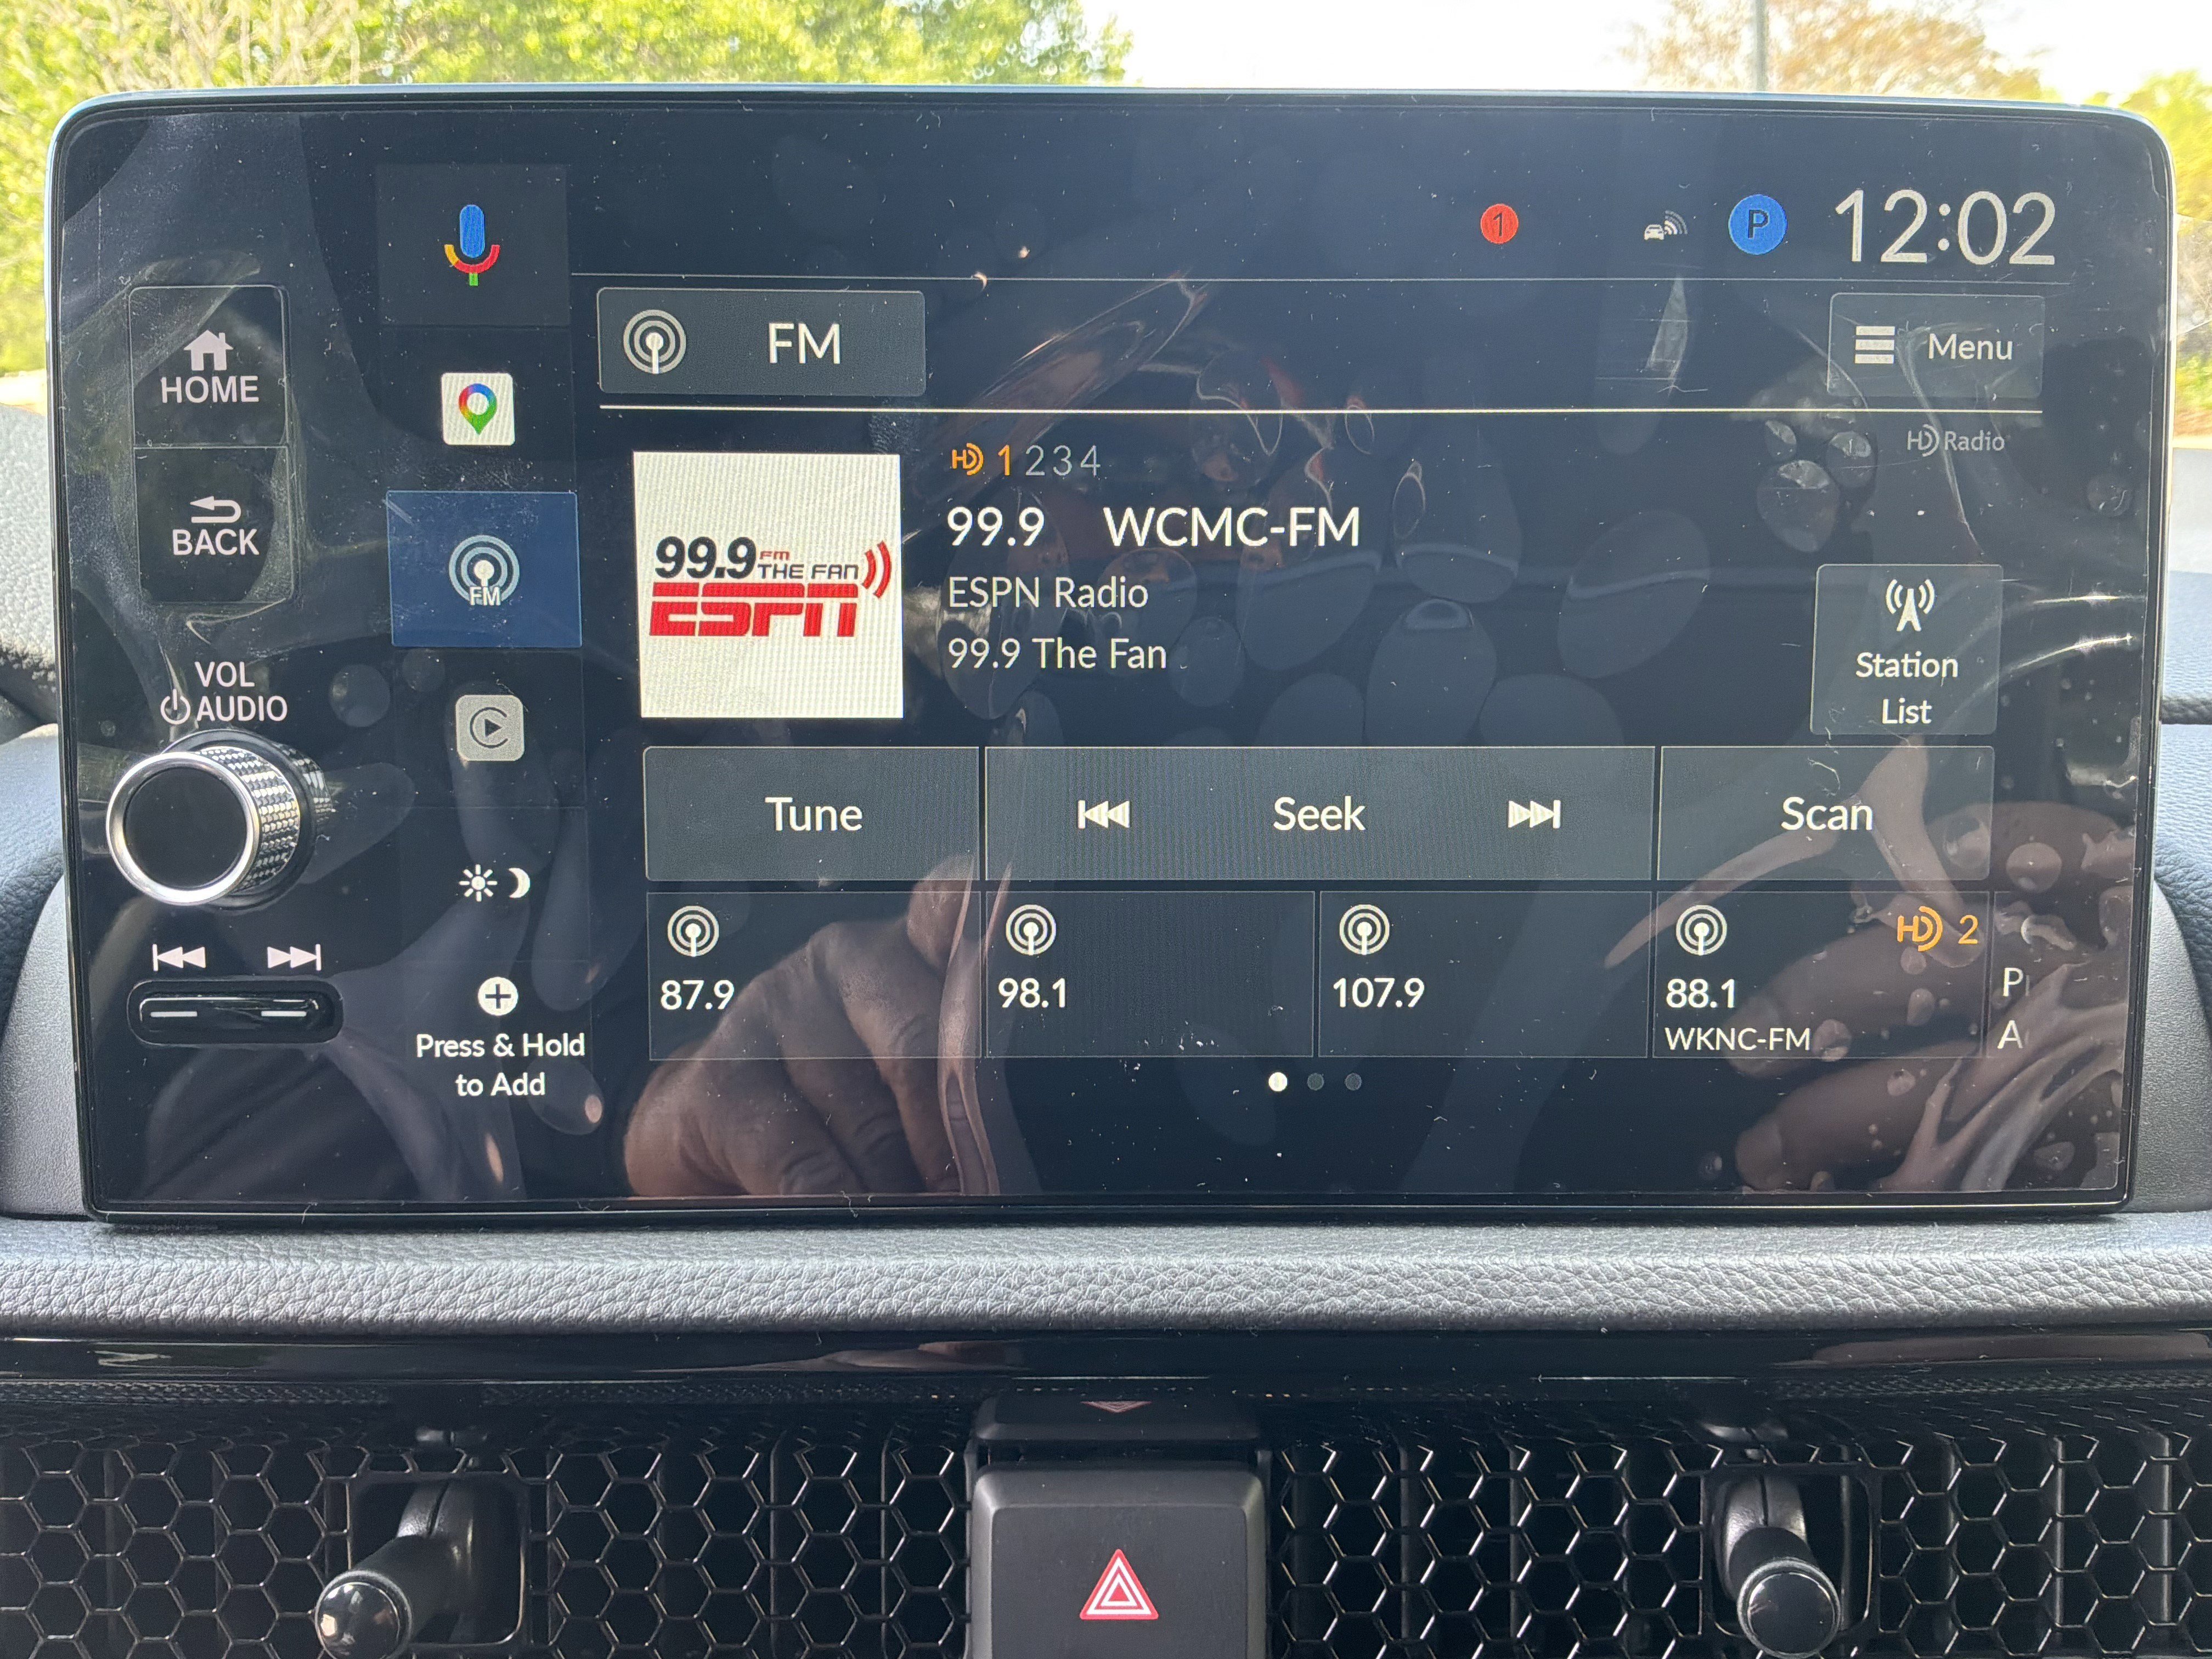 1
P
12:02
HOME
BACK
VOL
AUDIO
FM
Menu
HD Radio
HD 1 2 3 4
99.9 WCMC-FM
ESPN Radio
99.9 The Fan
99.9 FM
THE FAN
ESPN
FM
Station
List
Tune
Seek
Scan
87.9
98.1
107.9
HD 2
88.1
WKNC-FM
P
A
Press & Hold
to Add